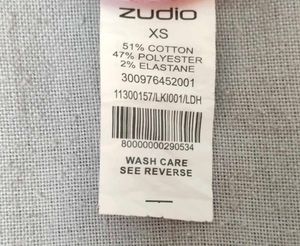 ZUDIO
XS
51% COTTON
47% POLYESTER
2% ELASTANE
300976452001
11300157/LKI001/LDH
80000000290534
WASH CARE
SEE REVERSE